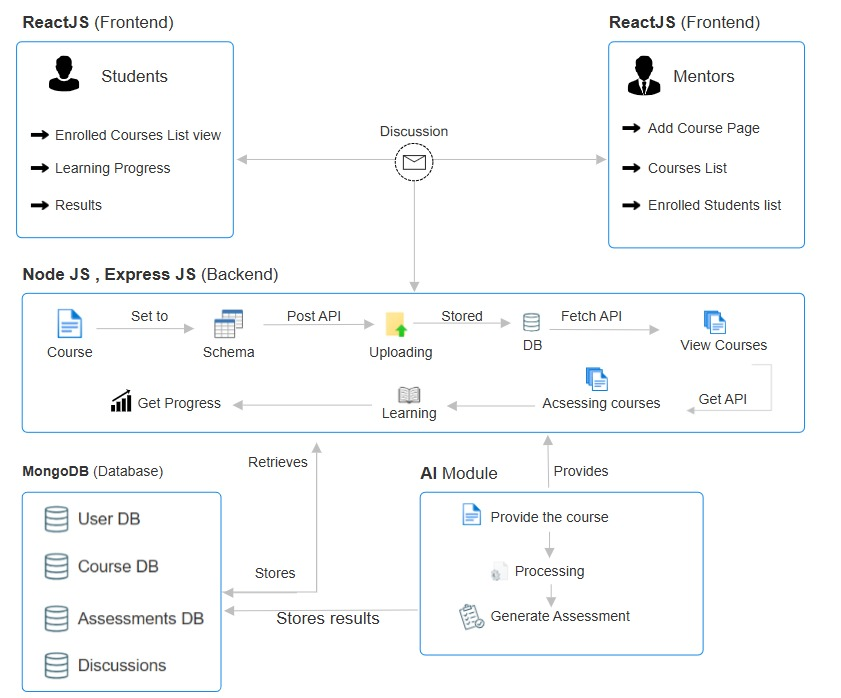 ReactJS (Frontend)
ReactJS (Frontend)
Students
Mentors
Enrolled Courses List view
Learning Progress
Results
Discussion
Add Course Page
Courses List
Enrolled Students list
Node JS , Express JS (Backend)
Course
Set to
Schema
Post API
Uploading
Stored
DB
Fetch API
View Courses
Get API
Acsessing courses
Learning
Get Progress
MongoDB (Database)
Retrieves
AI Module
Provides
User DB
Course DB
Assessments DB
Discussions
Stores
Stores results
Provide the course
Processing
Generate Assessment